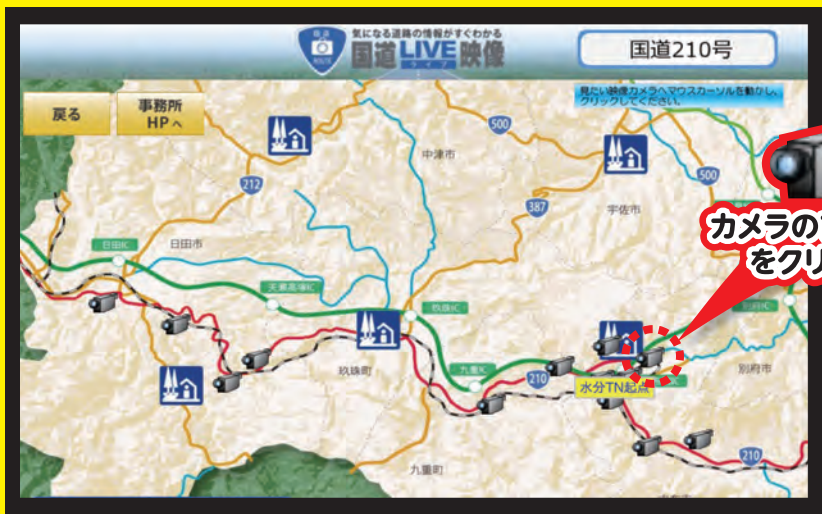 気になる道路の情報がすぐわかる
国道LIVE映像
ライブ
国道210号
見たい映像カメラへマウスカーソルを動かし、
クリックしてください。
戻る
事務所
HPへ
500
中津市
212
387
500
宇佐市
カメラの
をクリ
日田IC
日田市
天瀬高塚IC
玖珠IC
玖珠町
九重IC
210
水分TN起点
別府市
210
九重町